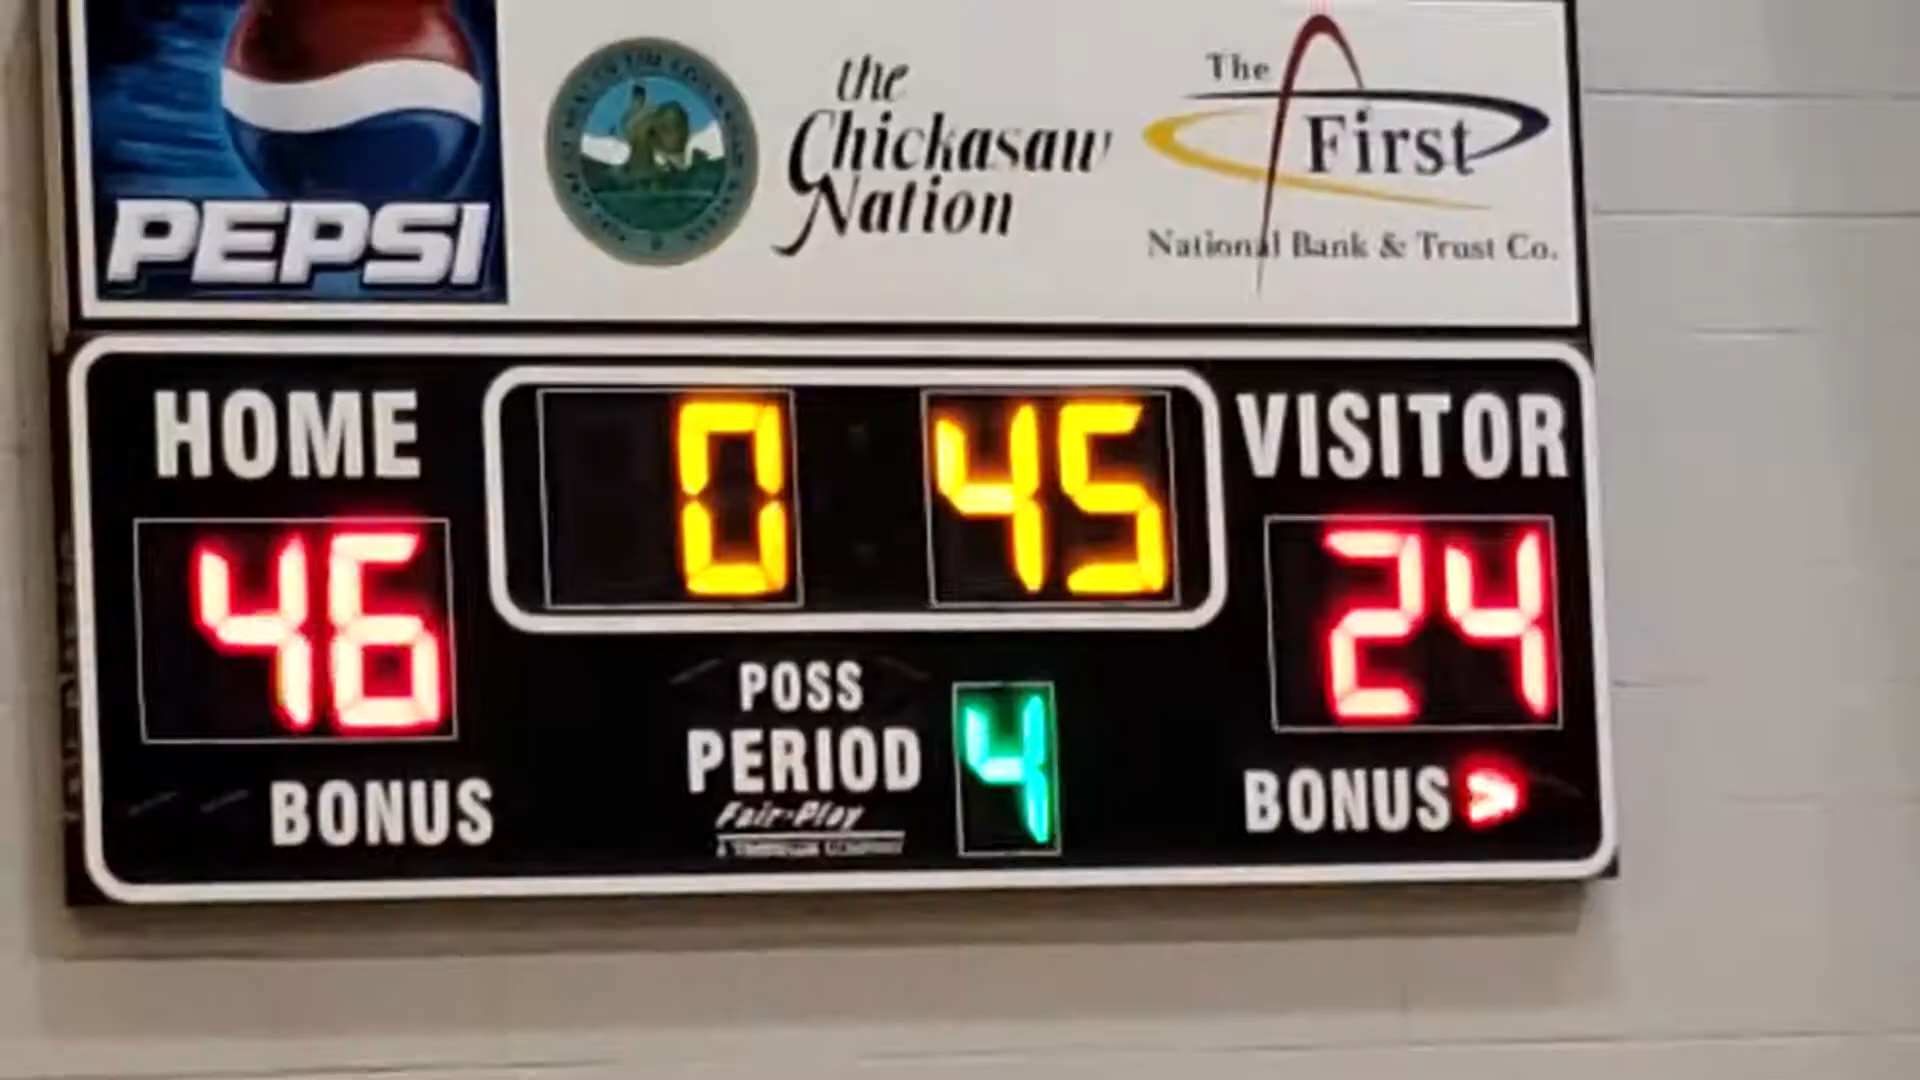 PEPSI
the
Chickasaw
Nation
The
First
National Bank & Trust Co.
HOME
0 45
VISITOR
46
24
POSS
PERIOD 4
Fair-Play
BONUS
BONUS >